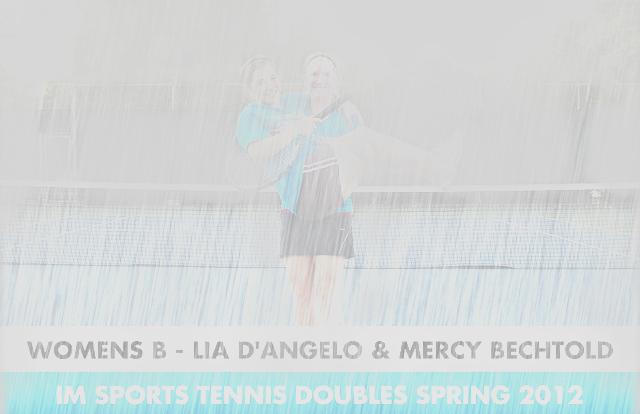 WOMENS B - LIA D'ANGELO & MERCY BECHTOLD
IM SPORTS TENNIS DOUBLES SPRING 2012